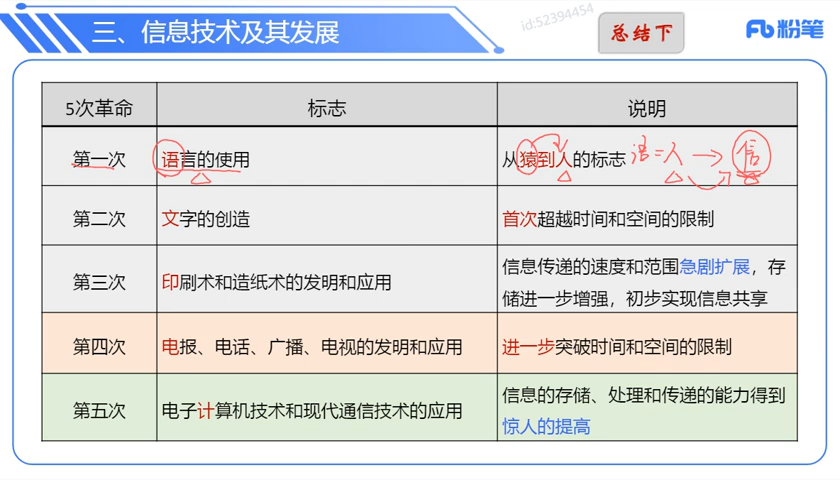 三、信息技术及其发展
id:52394454
总结下
粉笔
5次革命 标志 说明
第一次 语言的使用 从猿到人的标志 语=人→信
第二次 文字的创造 首次超越时间和空间的限制
第三次 印刷术和造纸术的发明和应用 信息传递的速度和范围急剧扩展，存
储进一步增强，初步实现信息共享
第四次 电报、电话、广播、电视的发明和应用 进一步突破时间和空间的限制
第五次 电子计算机技术和现代通信技术的应用 信息的存储、处理和传递的能力得到
惊人的提高